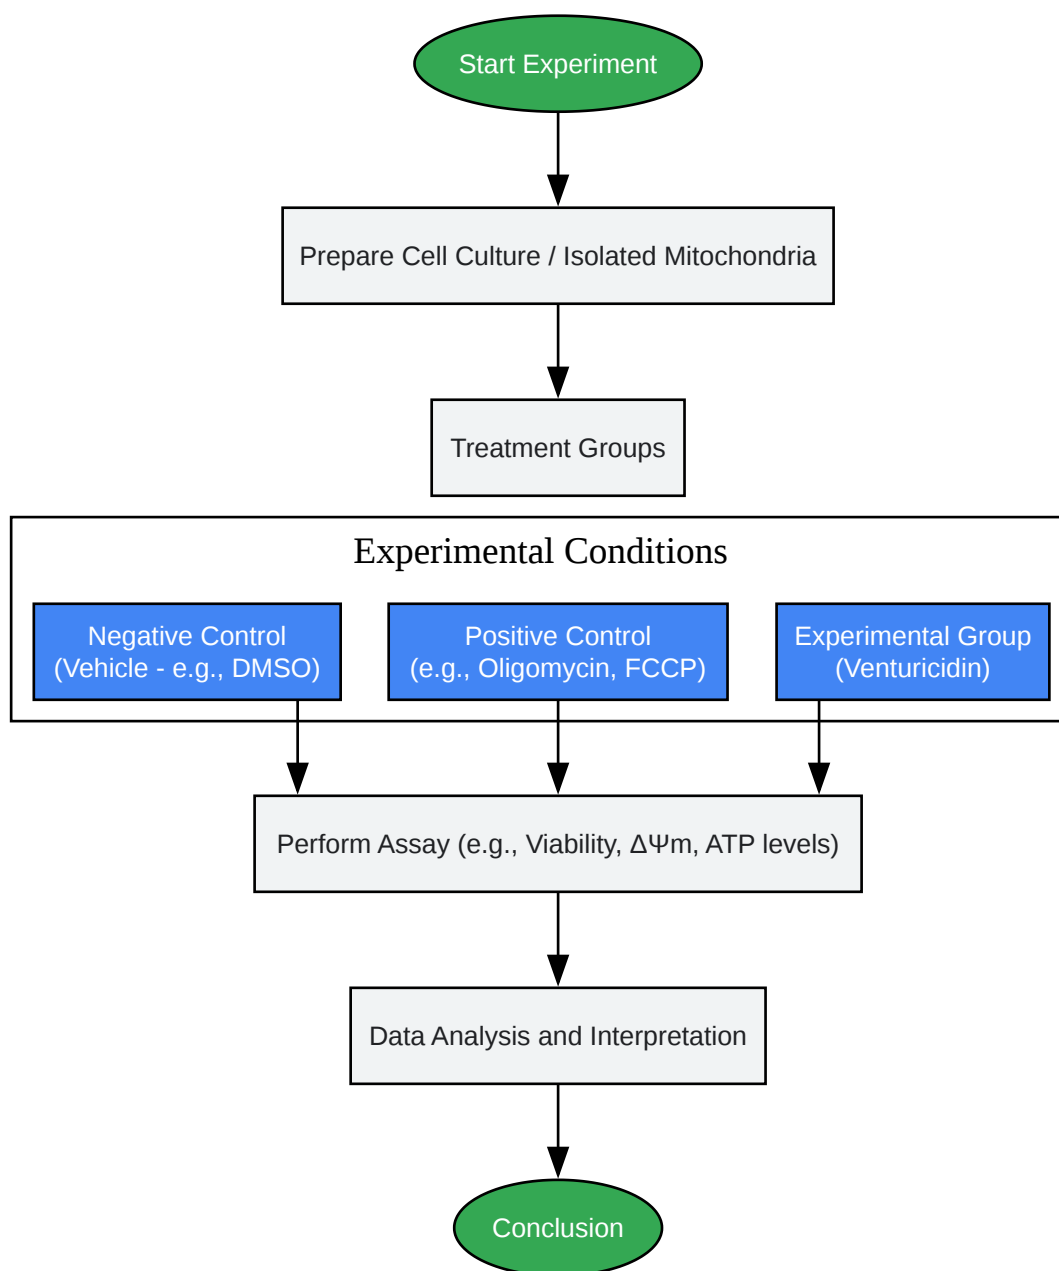 Start Experiment
Prepare Cell Culture / Isolated Mitochondria
Treatment Groups
Experimental Conditions
Negative Control
(Vehicle - e.g., DMSO)
Positive Control
(e.g., Oligomycin, FCCP)
Experimental Group
(Venturicidin)
Perform Assay (e.g., Viability, ΔΨm, ATP levels)
Data Analysis and Interpretation
Conclusion